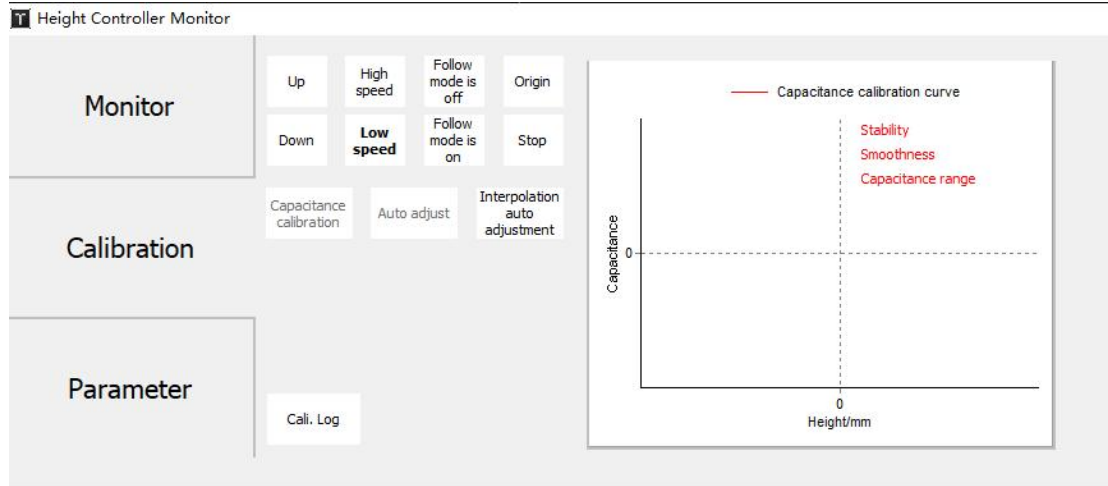 Height Controller Monitor
Monitor
Calibration
Parameter
Up
High
speed
Follow
mode is
off
Origin
Down
Low
speed
Follow
mode is
on
Stop
Capacitance
calibration
Auto adjust
Interpolation
auto
adjustment
Cali. Log
Capacitance calibration curve
Stability
Smoothness
Capacitance range
Capacitance
0
0
Height/mm